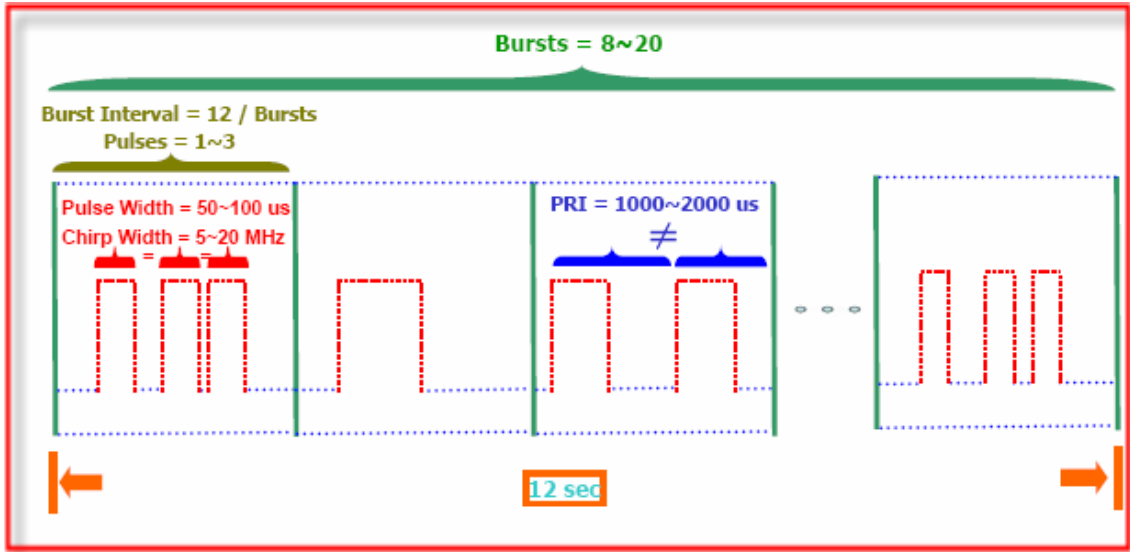 Bursts = 8~20
Burst Interval = 12 / Bursts
Pulses = 1~3
Pulse Width = 50~100 us
Chirp Width = 5~20 MHz
= =
PRI = 1000~2000 us
≠
12 sec